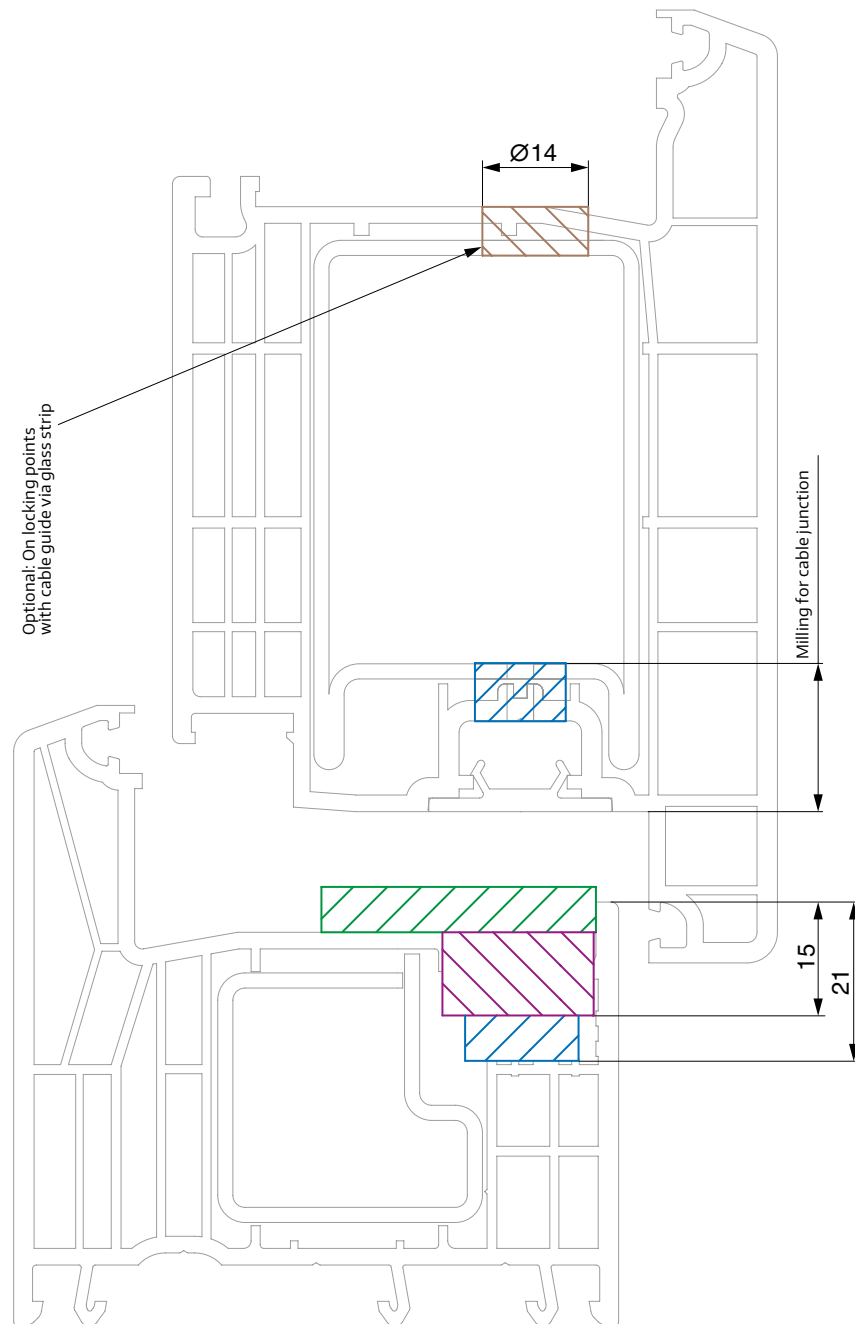 Ø14
Optional: On locking points
with cable guide via glass strip
Milling for cable junction
15
21